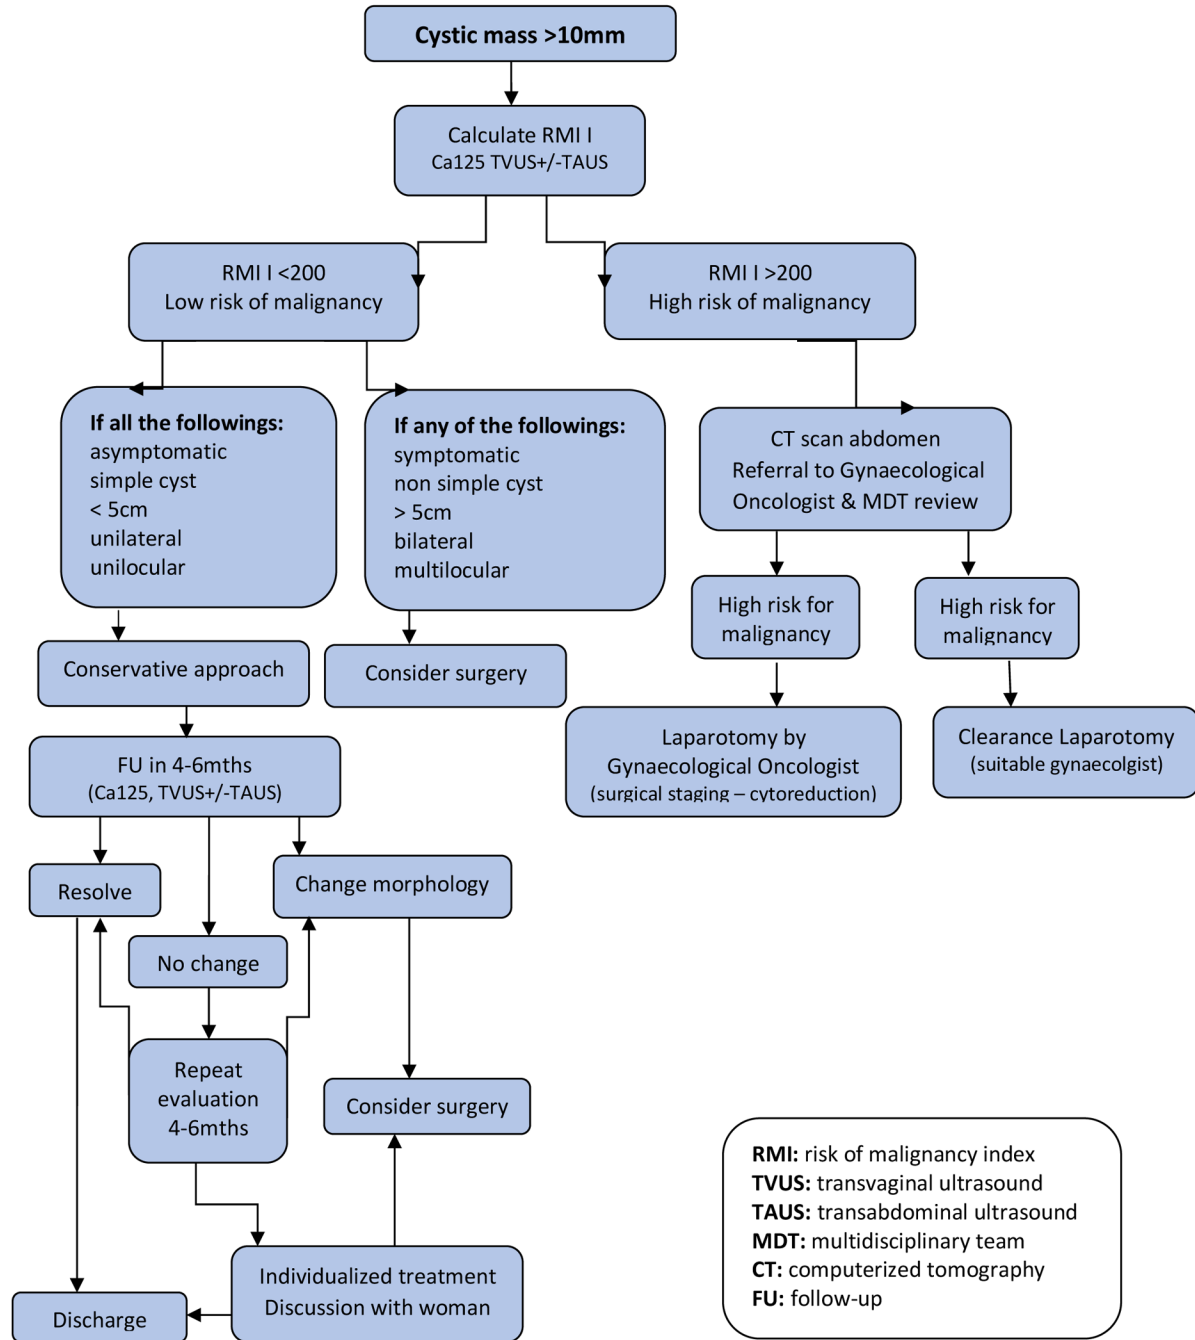 Cystic mass >10mm
Calculate RMI I
Ca125 TVUS+/-TAUS
RMI I <200
Low risk of malignancy
RMI I >200
High risk of malignancy
If all the followings:
asymptomatic
simple cyst
< 5cm
unilateral
unilocular
If any of the followings:
symptomatic
non simple cyst
> 5cm
bilateral
multilocular
CT scan abdomen
Referral to Gynaecological
Oncologist & MDT review
High risk for
malignancy
High risk for
malignancy
Conservative approach
Consider surgery
Laparotomy by
Gynaecological Oncologist
(surgical staging – cytoreduction)
Clearance Laparotomy
(suitable gynaecolgist)
FU in 4-6mths
(Ca125, TVUS+/-TAUS)
Resolve
Change morphology
No change
Repeat
evaluation
4-6mths
Consider surgery
Individualized treatment
Discussion with woman
Discharge
RMI: risk of malignancy index
TVUS: transvaginal ultrasound
TAUS: transabdominal ultrasound
MDT: multidisciplinary team
CT: computerized tomography
FU: follow-up